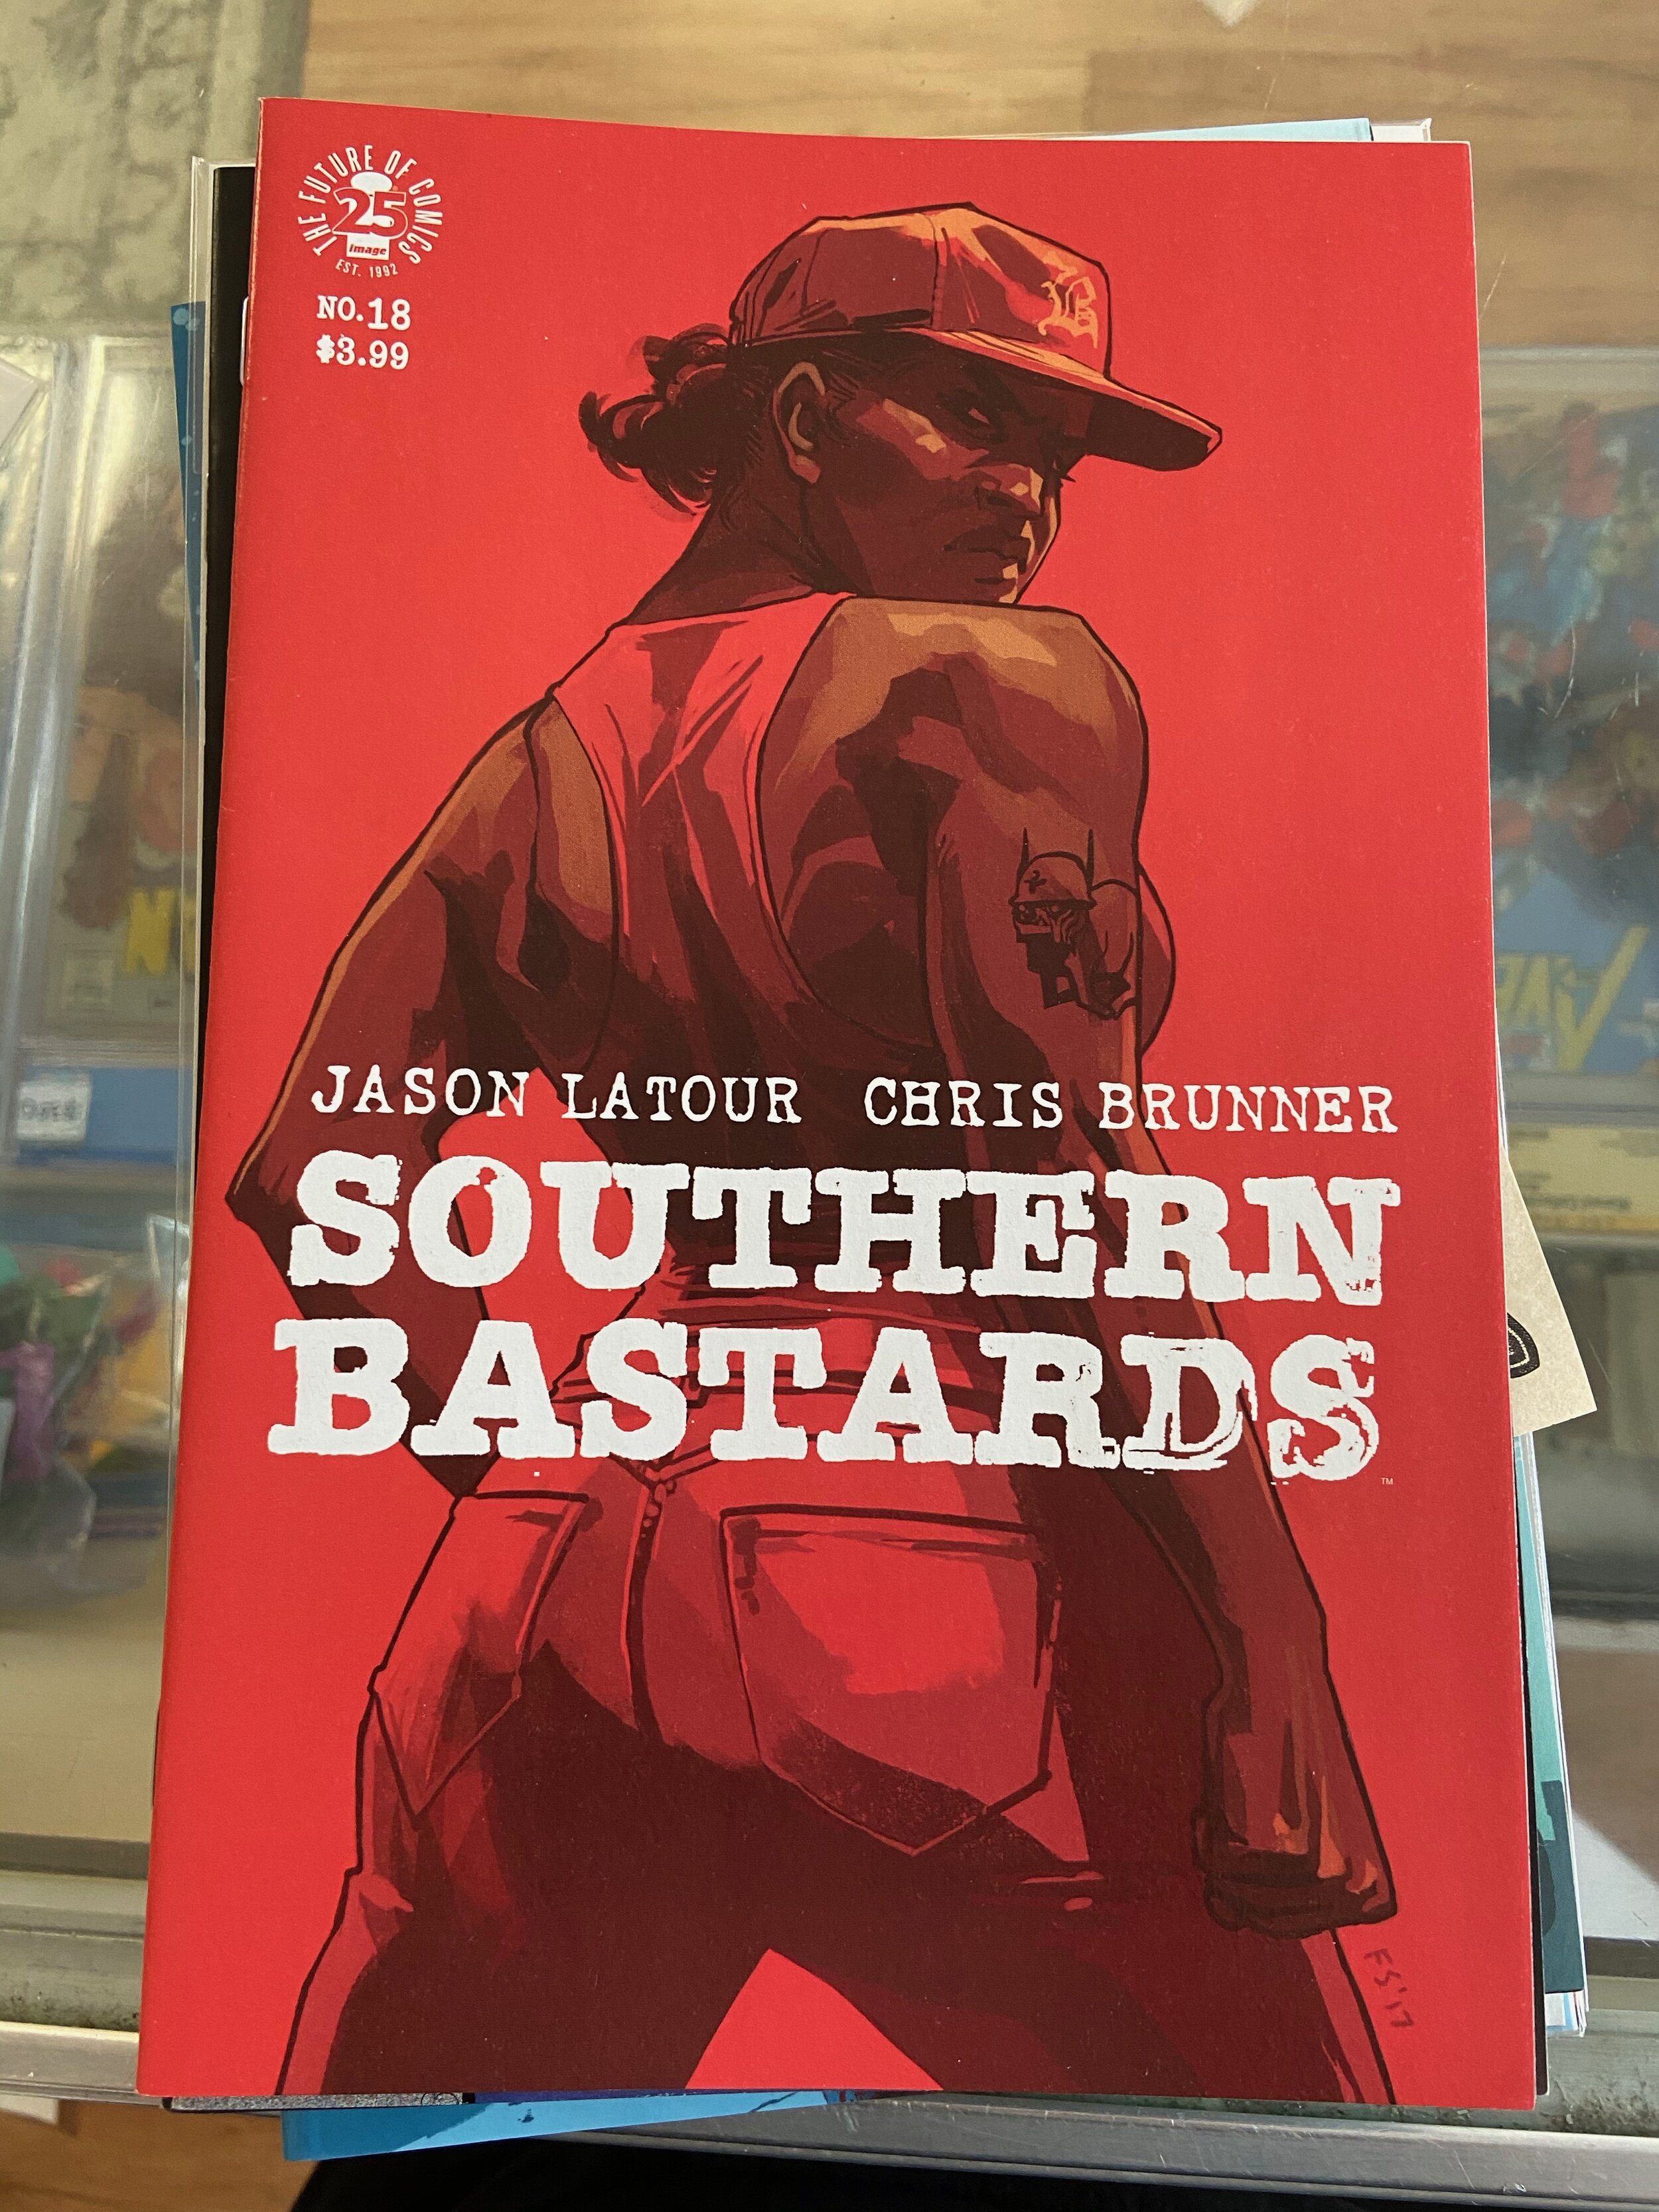 THE FUTURE OF COMICS
25
image
EST. 1992
NO.18
$3.99
B
JASON LATOUR CHRIS BRUNNER
SOUTHERN
BASTARDS
TM
FS'17